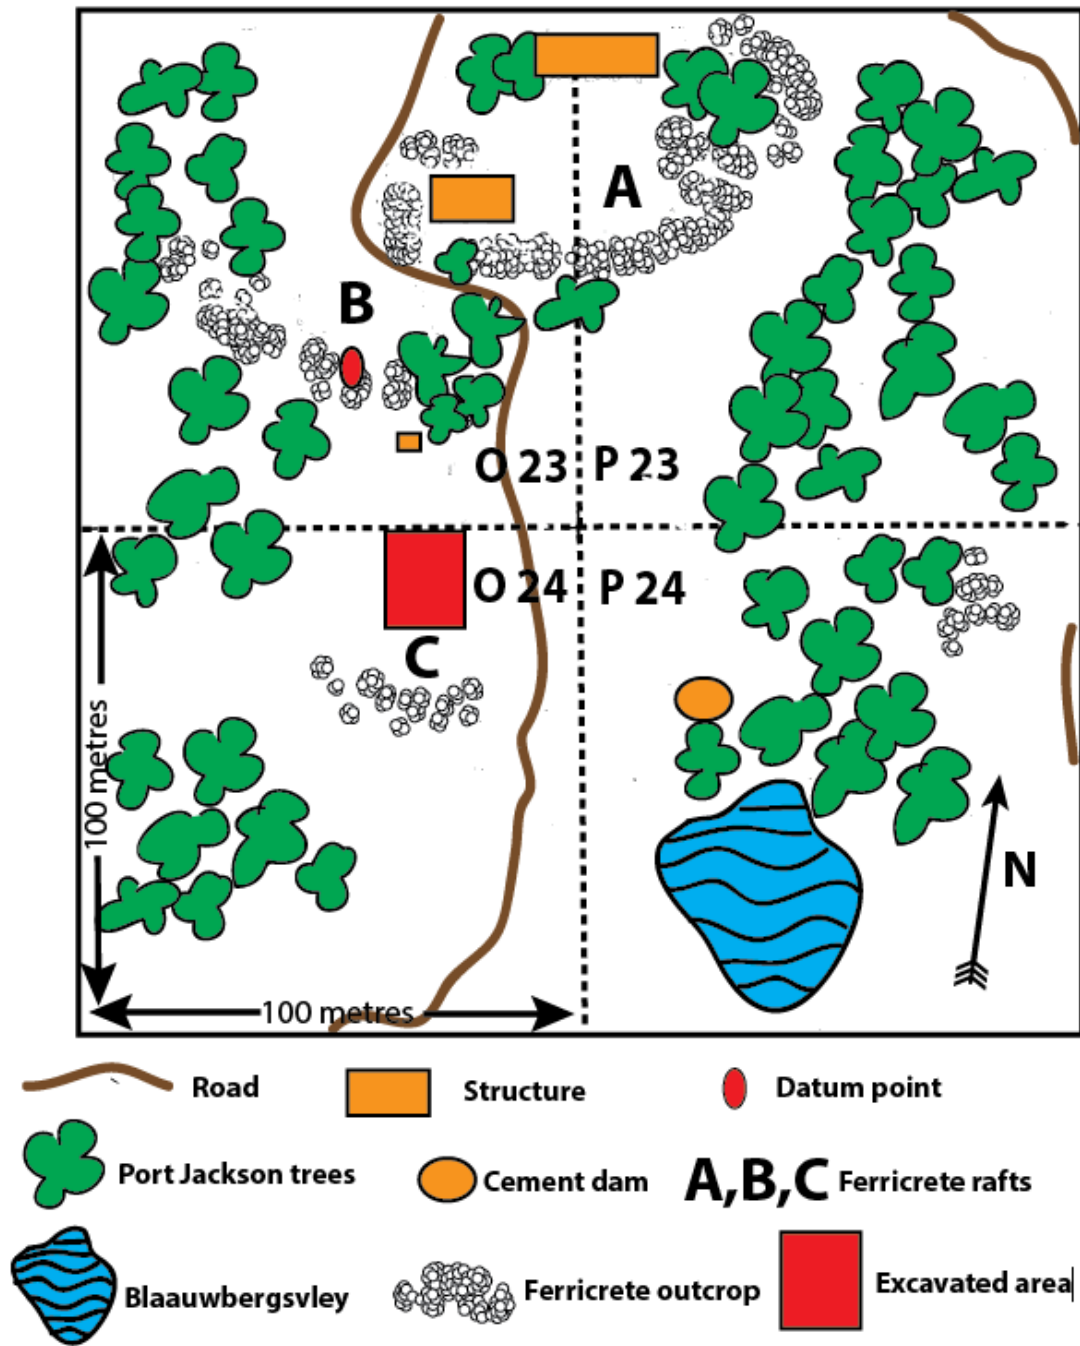 A
B
O 23 P 23
O 24 P 24
C
100 metres
N
100 metres
Road
Structure
Datum point
Port Jackson trees
Cement dam
A,B,C Ferricrete rafts
Blaauwbergsvley
Ferricrete outcrop
Excavated area